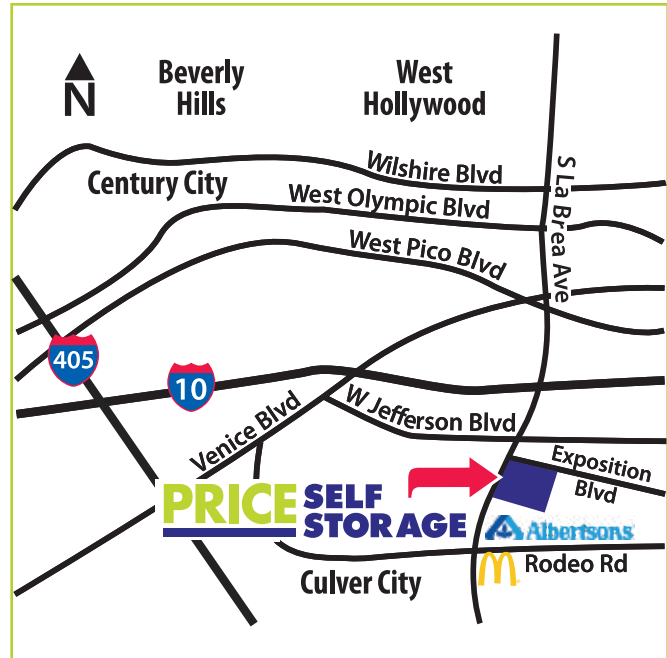 N
Beverly
Hills
West
Hollywood
Century City
Wilshire Blvd
West Olympic Blvd
West Pico Blvd
S La Brea Ave
405
10
Venice Blvd
W Jefferson Blvd
Exposition
Blvd
PRICE SELF
STORAGE
Albertsons
Culver City
Rodeo Rd